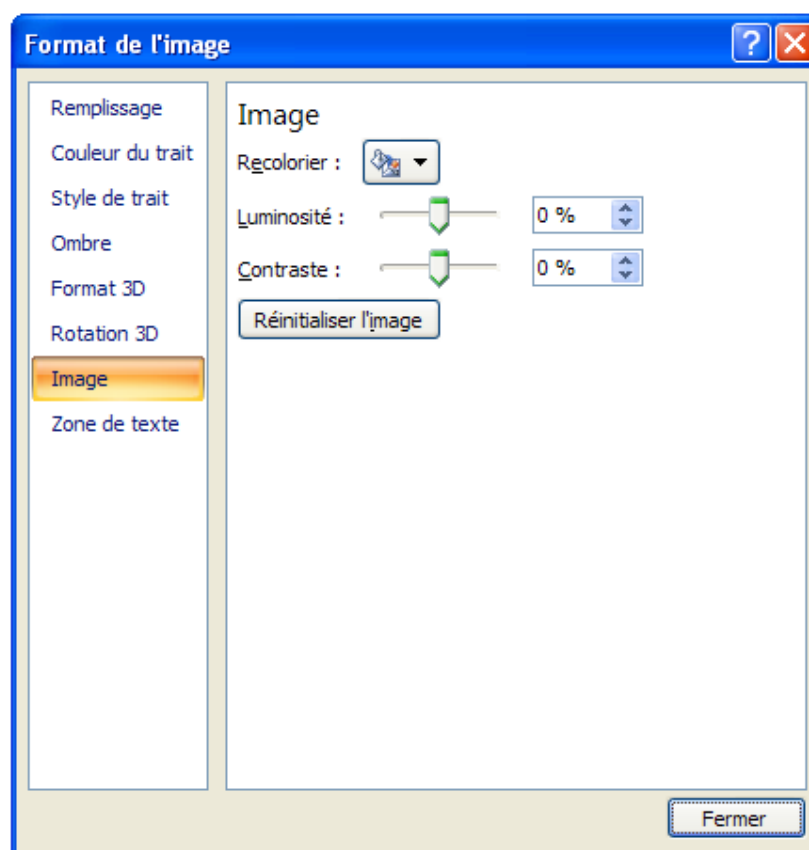 Format de l'image
Remplissage
Couleur du trait
Style de trait
Ombre
Format 3D
Rotation 3D
Image
Zone de texte
Image
Recolorier :
Luminosité : 0 %
Contraste : 0 %
Réinitialiser l'image
Fermer